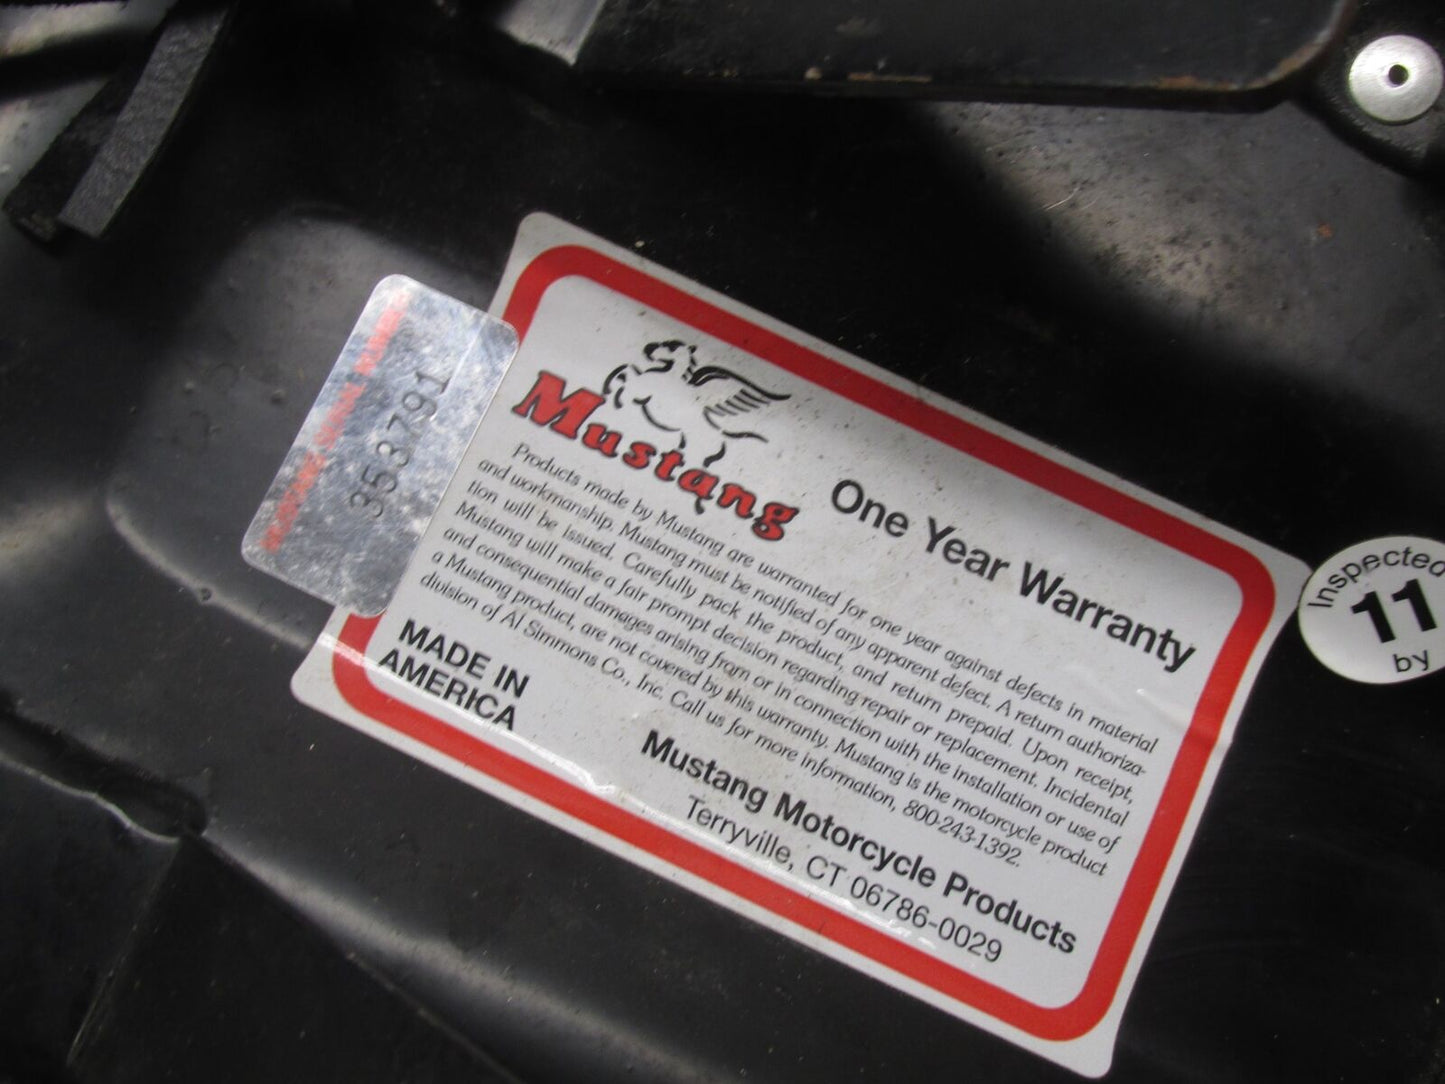 353791
Mustang
One Year Warranty
Products made by Mustang are warranted for one year against defects in material
and workmanship. Mustang must be notified of any apparent defect. A return authoriza-
tion will be issued. Carefully pack the product, and return prepaid. Upon receipt,
Mustang will make a fair prompt decision regarding repair or replacement. Incidental
and consequential damages arising from or in connection with the installation or use of
a Mustang product, are not covered by this warranty. Mustang is the motorcycle product
division of Al Simmons Co., Inc. Call us for more information, 800-243-1392.
MADE IN
AMERICA
Mustang Motorcycle Products
Terryville, CT 06786-0029
Inspected
11
by